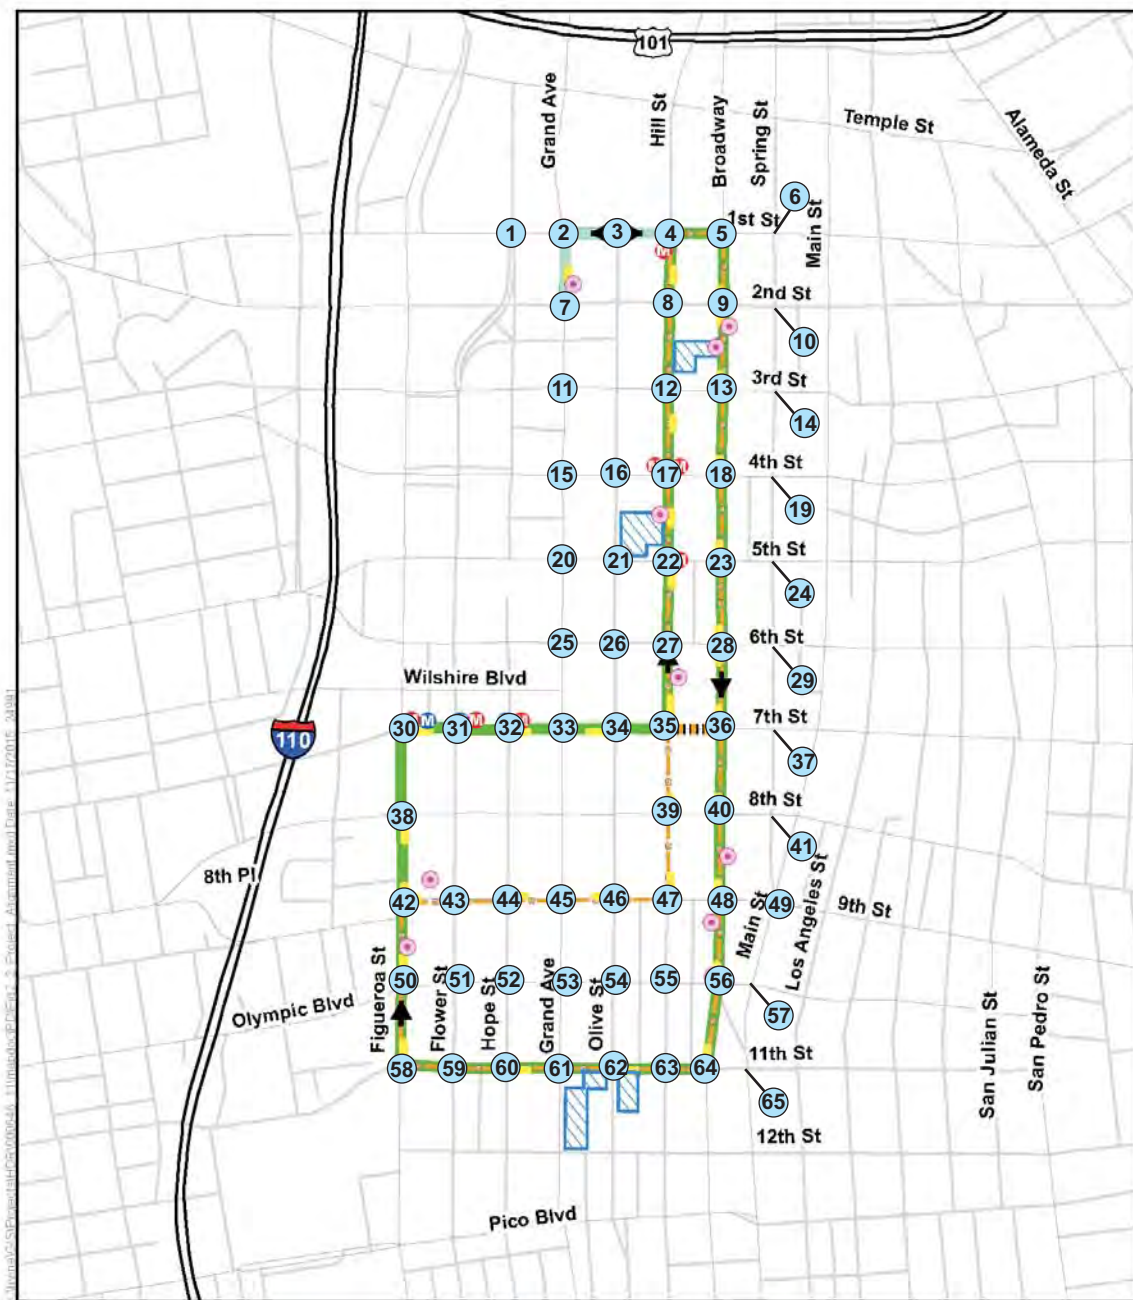 101
Grand Ave
Hill St
Broadway
Spring St
Temple St
Alameda St
6
Main St
1st St
1 2 3 4 5
2nd St
7 8 9
10
3rd St
11 12 13
14
M M
4th St
15 16 17 18
19
5th St
20 21 22 23
24
6th St
25 26 27 28
29
Wilshire Blvd
M M M
7th St
30 31 32 33 34 35 36
110
37
8th St
38 39 40
41
8th Pl
Los Angeles St
Main St
42 43 44 45 46 47 48 49
9th St
50 51 52 53 54 55 56
57
Olympic Blvd
Figueroa St
Flower St
Hope St
Grand Ave
Olive St
San Julian St
San Pedro St
11th St
58 59 60 61 62 63 64
65
12th St
Pico Blvd